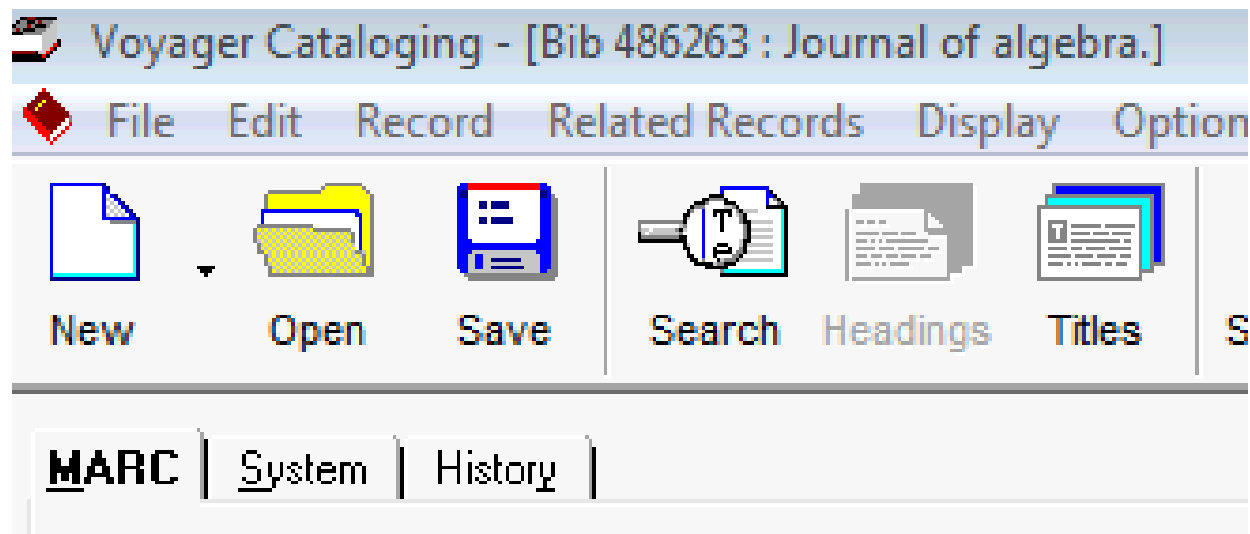 Voyager Cataloging - [Bib 486263 : Journal of algebra.]
File Edit Record Related Records Display
New Open Save Search Headings Titles
MARC System History